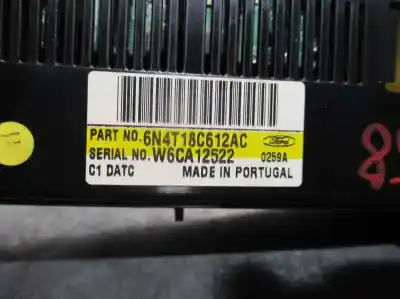 PART NO. 6N4T18C612AC
Ford
SERIAL NO. W6CA12522 0259A
C1 DATC MADE IN PORTUGAL